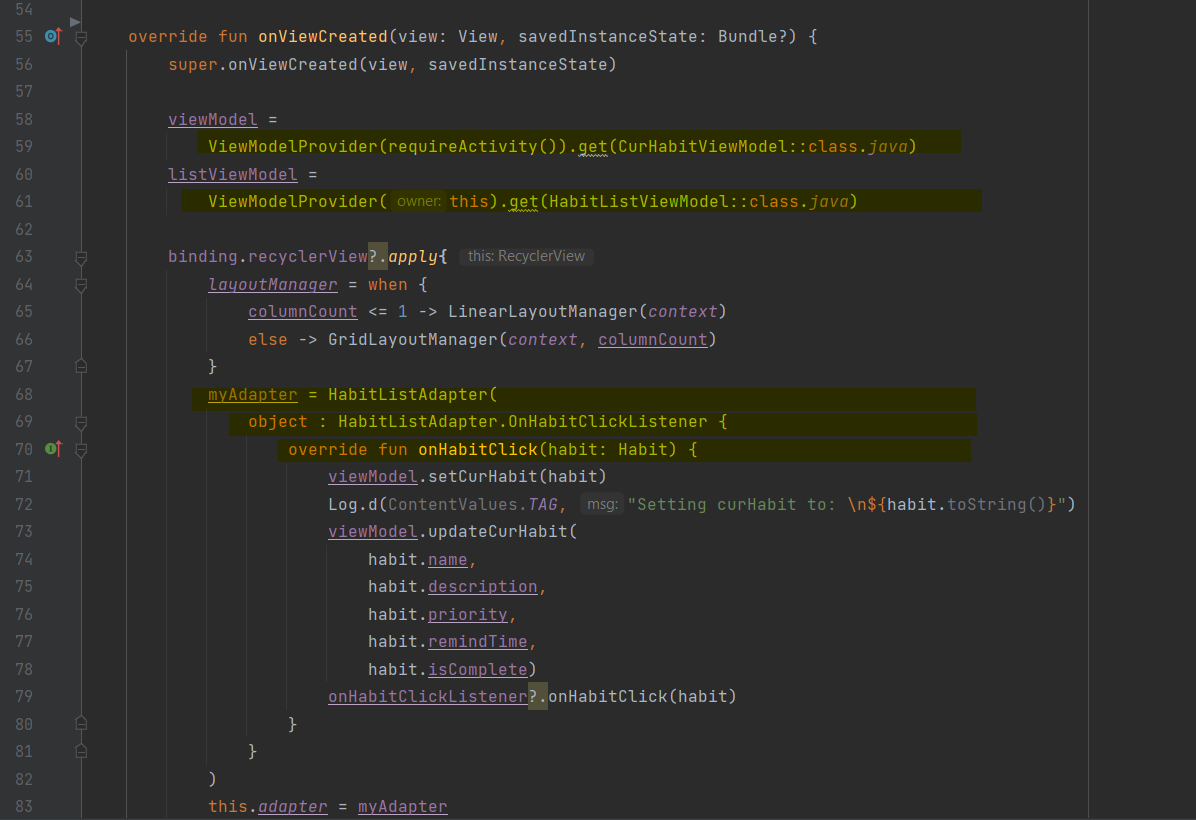 54
55 override fun onViewCreated(view: View, savedInstanceState: Bundle?) {
56 super.onViewCreated(view, savedInstanceState)
57
58 viewModel =
59 ViewModelProvider(requireActivity()).get(CurHabitViewModel::class.java)
60 listViewModel =
61 ViewModelProvider( owner: this).get(HabitListViewModel::class.java)
62
63 binding.recyclerView?.apply{ this: RecyclerView
64 layoutManager = when {
65 columnCount <= 1 -> LinearLayoutManager(context)
66 else -> GridLayoutManager(context, columnCount)
67 }
68 myAdapter = HabitListAdapter(
69 object : HabitListAdapter.OnHabitClickListener {
70 override fun onHabitClick(habit: Habit) {
71 viewModel.setCurHabit(habit)
72 Log.d(ContentValues.TAG, msg: "Setting curHabit to: \n${habit.toString()}")
73 viewModel.updateCurHabit(
74 habit.name,
75 habit.description,
76 habit.priority,
77 habit.remindTime,
78 habit.isComplete)
79 onHabitClickListener?.onHabitClick(habit)
80 }
81 }
82 )
83 this.adapter = myAdapter